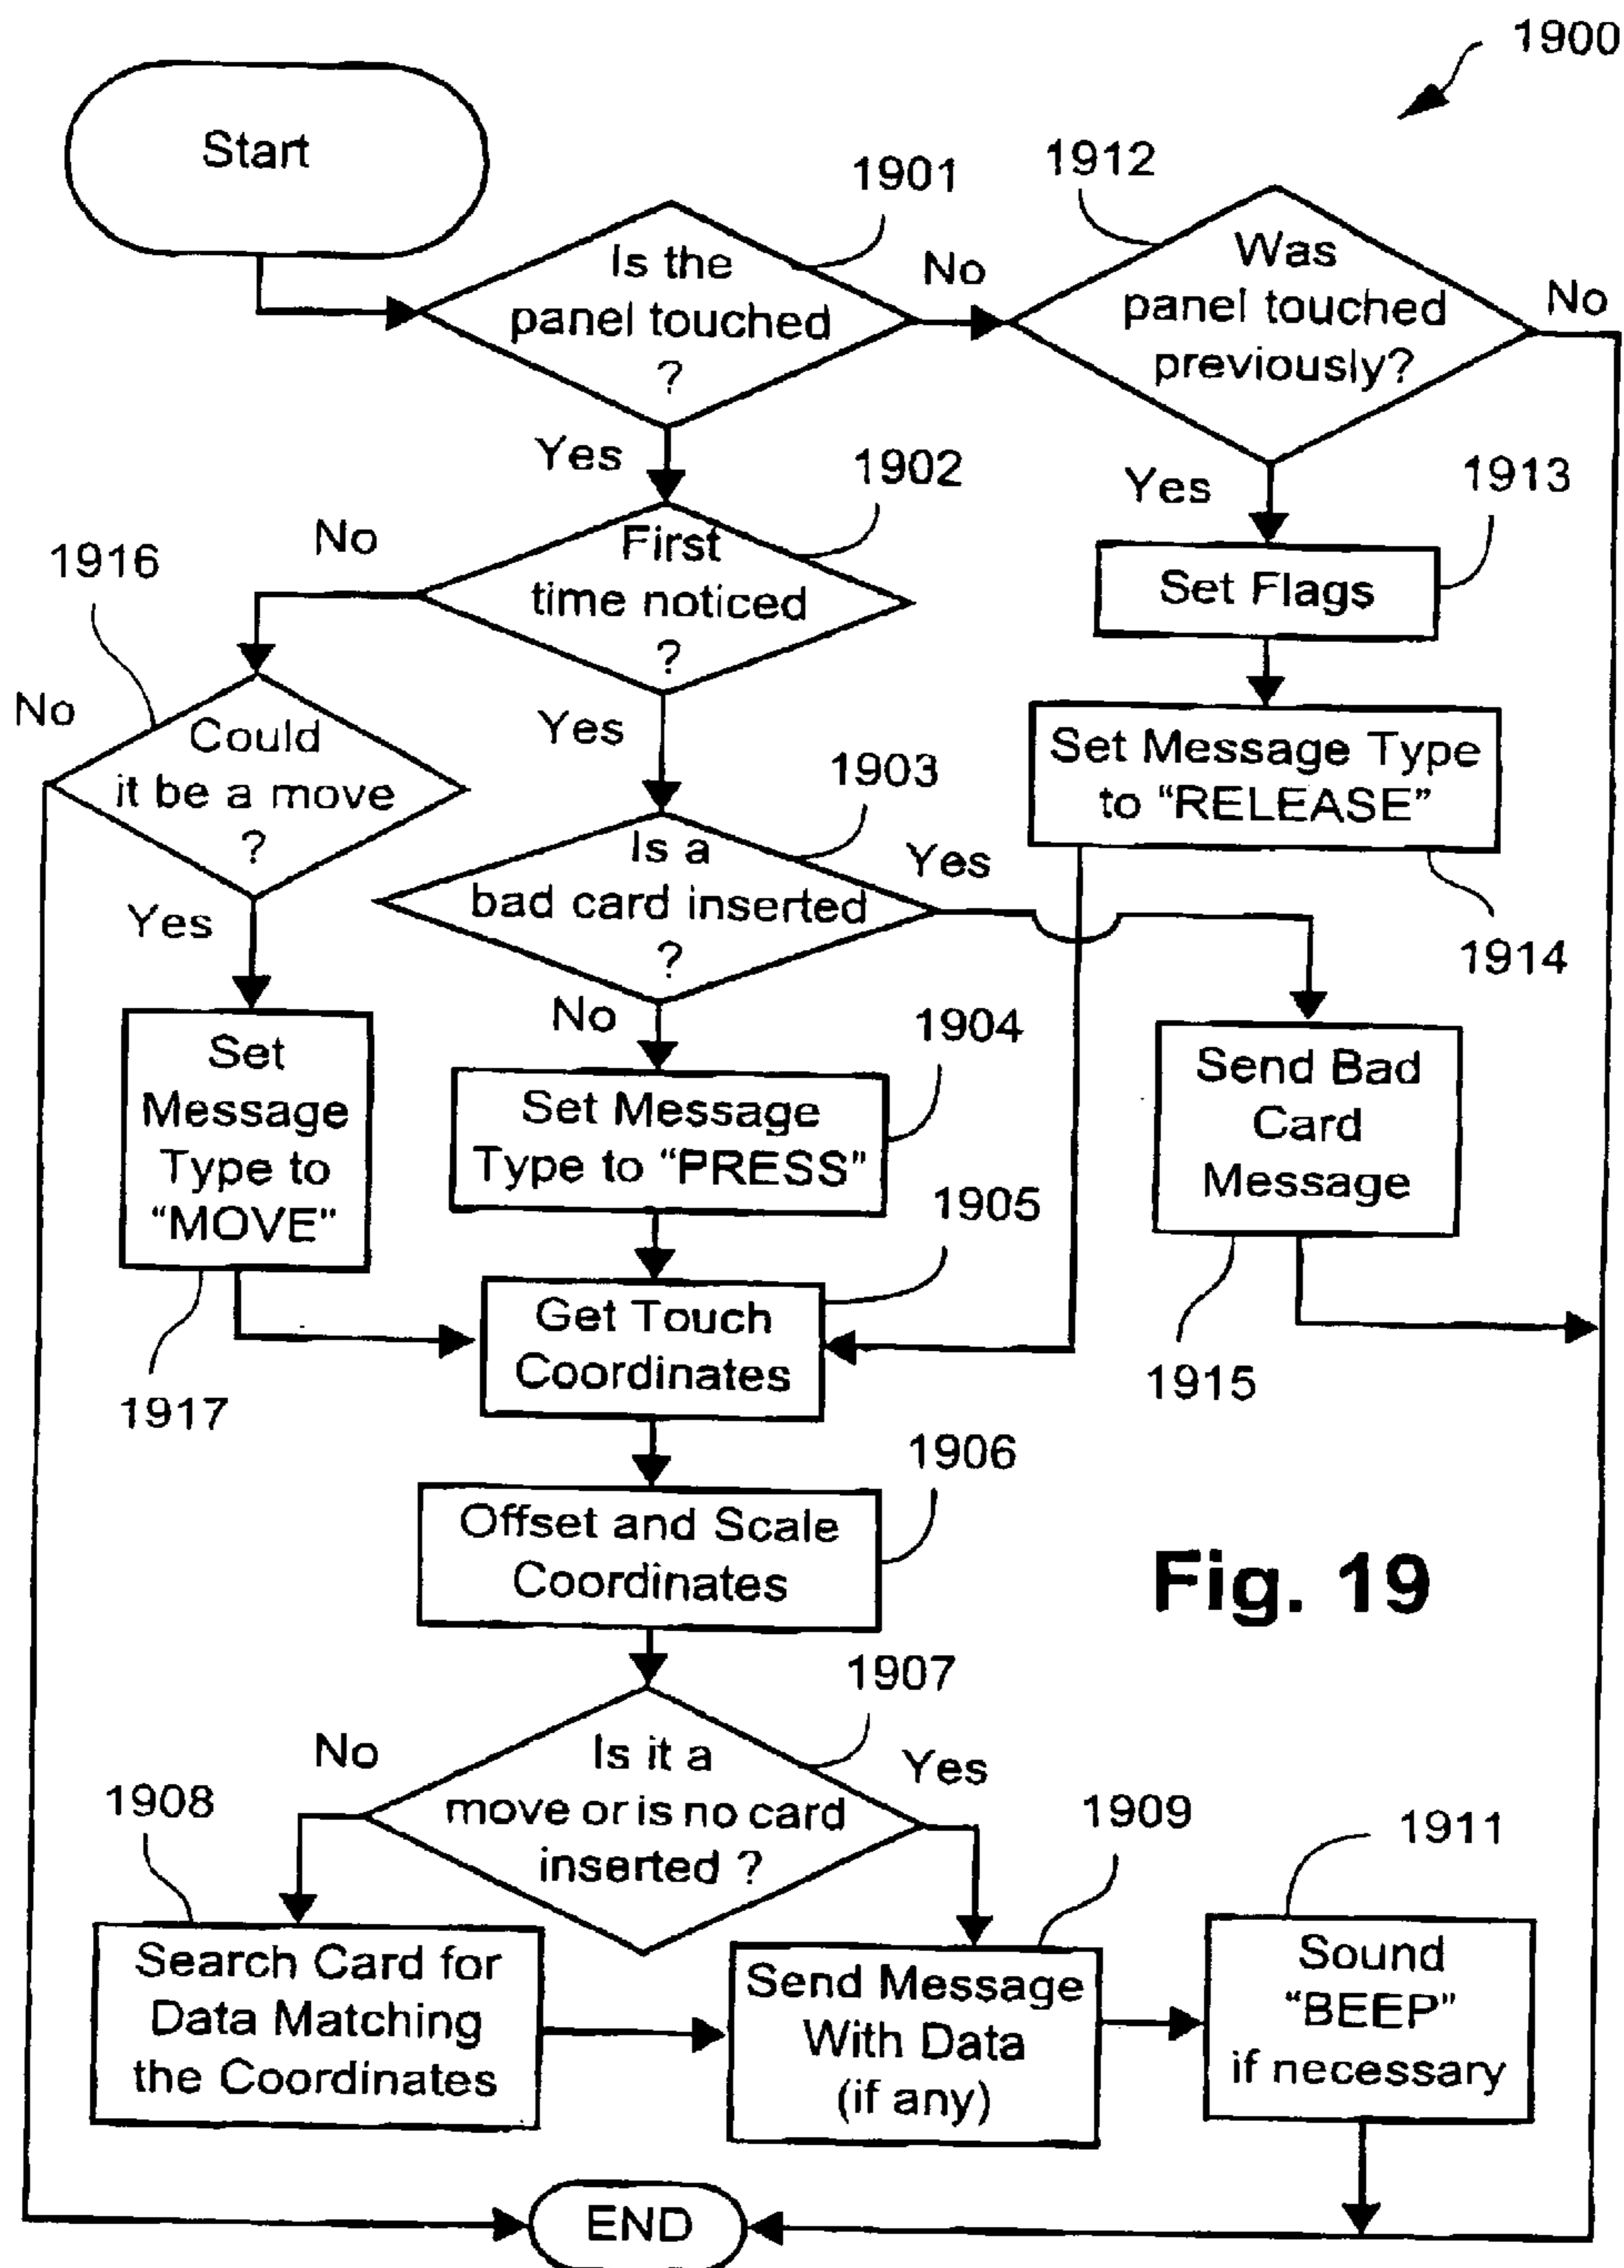 1900
Start
1901
1912
Is the
panel touched
?
No
Was
panel touched
previously?
No
Yes
1902
Yes
1913
First
time noticed
?
No
1916
Set Flags
No
Could
it be a move
?
Yes
1903
Set Message Type
to “RELEASE”
Is a
bad card inserted
?
Yes
1914
Yes
No
1904
Set
Message
Type to
“MOVE”
Set Message
Type to “PRESS”
Send Bad
Card
Message
1905
Get Touch
Coordinates
1917
1915
1906
Offset and Scale
Coordinates
Fig. 19
1907
No
Is it a
move or is no card
inserted ?
Yes
1908
1909
1911
Search Card for
Data Matching
the Coordinates
Send Message
With Data
(if any)
Sound
“BEEP”
if necessary
END